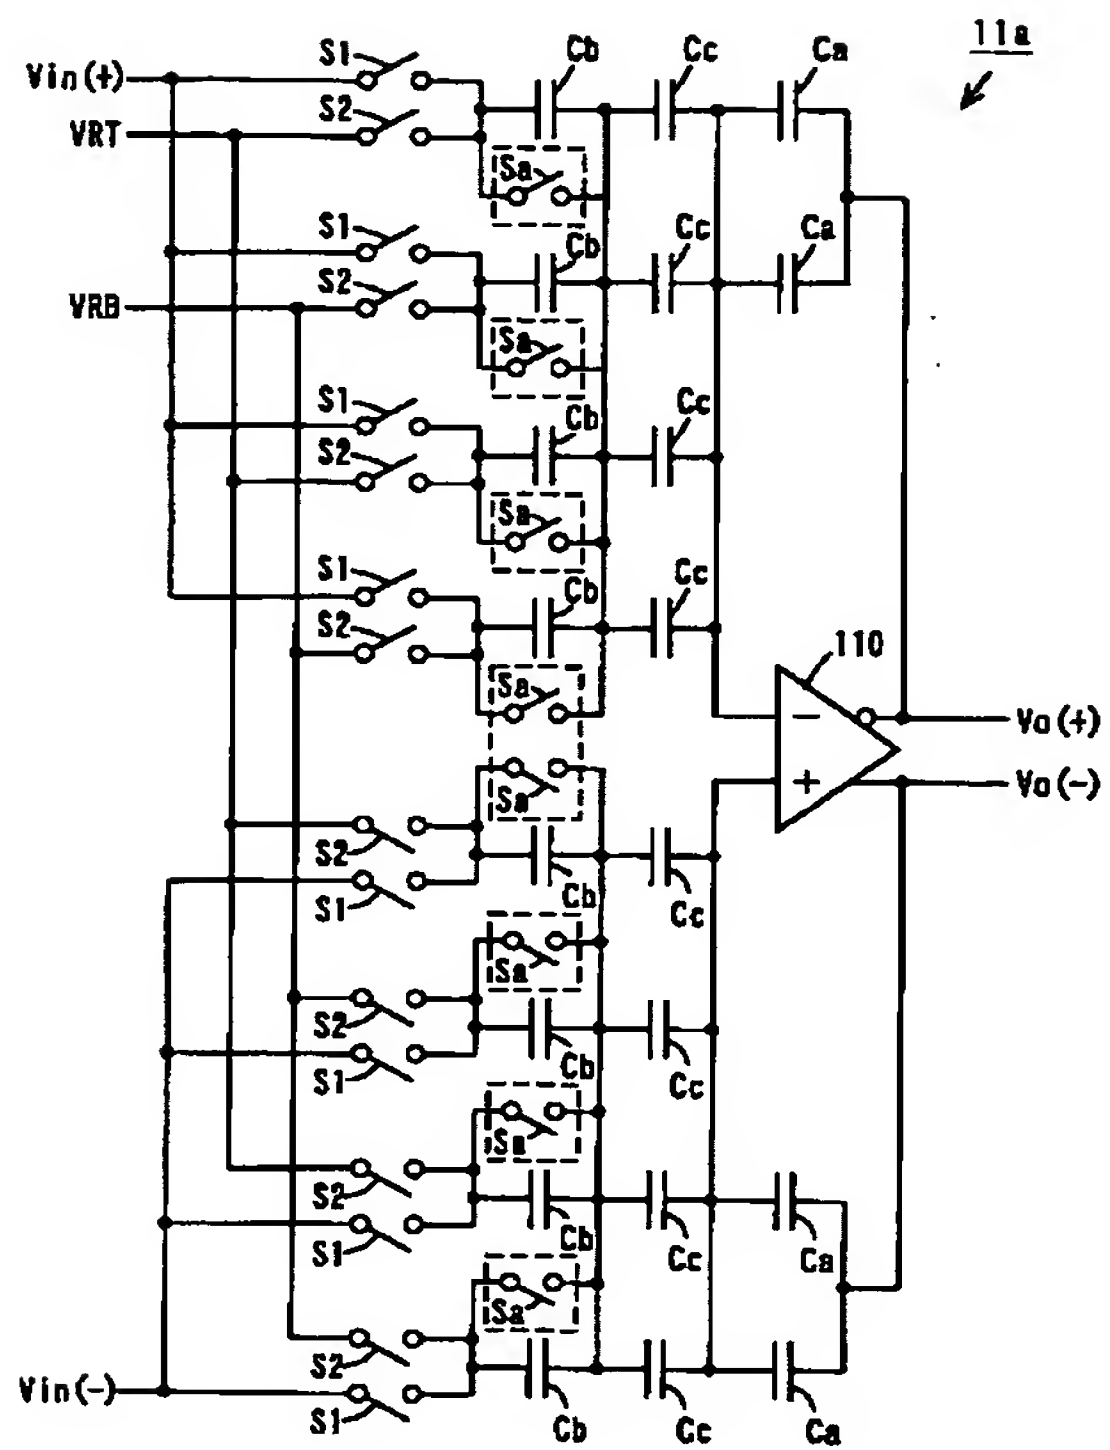 11a
Vin(+)
S1
Cb
Cc
Ca
VRT
S2
Sa
S1
Cb
Cc
Ca
VRB
S2
Sa
S1
Cb
Cc
S2
Sa
S1
Cb
Cc
S2
Sa
110
−
Vo(+)
+
Vo(-)
Sa
S2
Cb
Cc
S1
Sa
S2
Cb
Cc
S1
Sa
S2
Cb
Cc
Ca
S1
Sa
S2
Vin(-)
S1
Cb
Cc
Ca